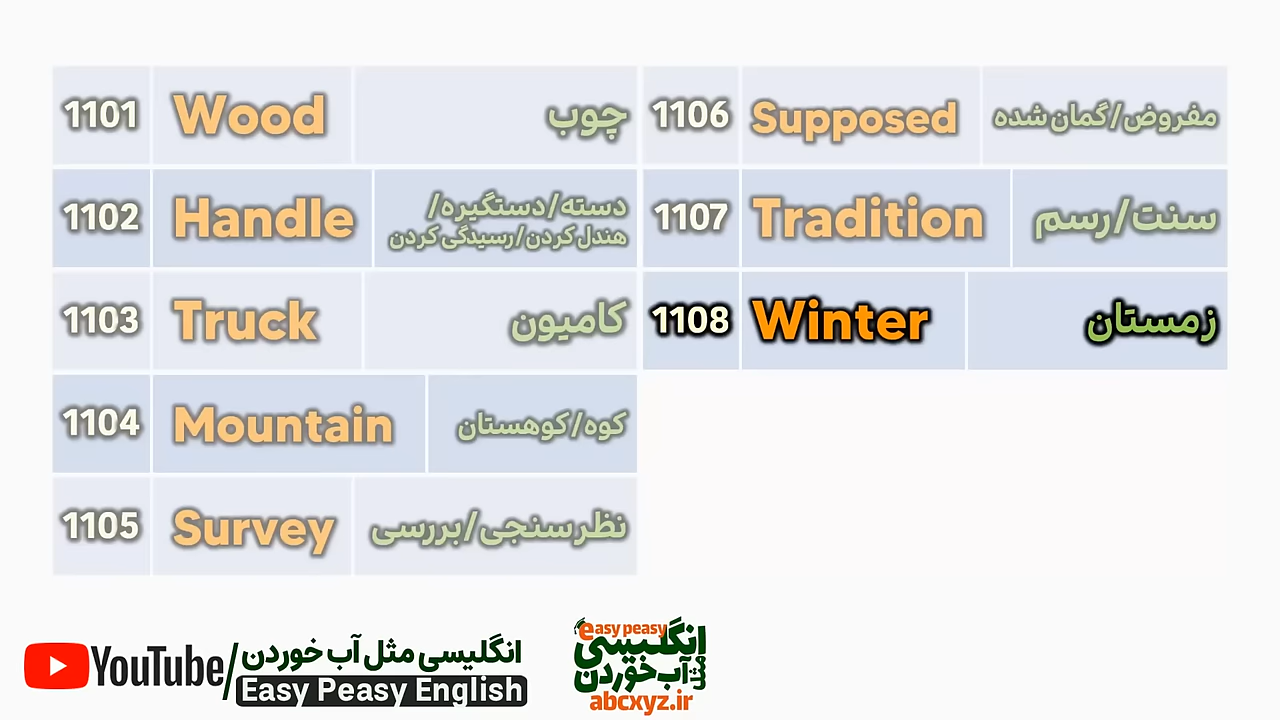 1101 Wood چوب
1102 Handle دسته/دستگیره/
هندل کردن/رسیدگی کردن
1103 Truck کامیون
1104 Mountain کوه/کوهستان
1105 Survey نظرسنجی/بررسی
1106 Supposed مفروض/گمان شده
1107 Tradition سنت/رسم
1108 Winter زمستان
YouTube/انگلیسی مثل آب خوردن
Easy Peasy English
easy peasy
انگلیسی
مثل آب خوردن
abcxyz.ir